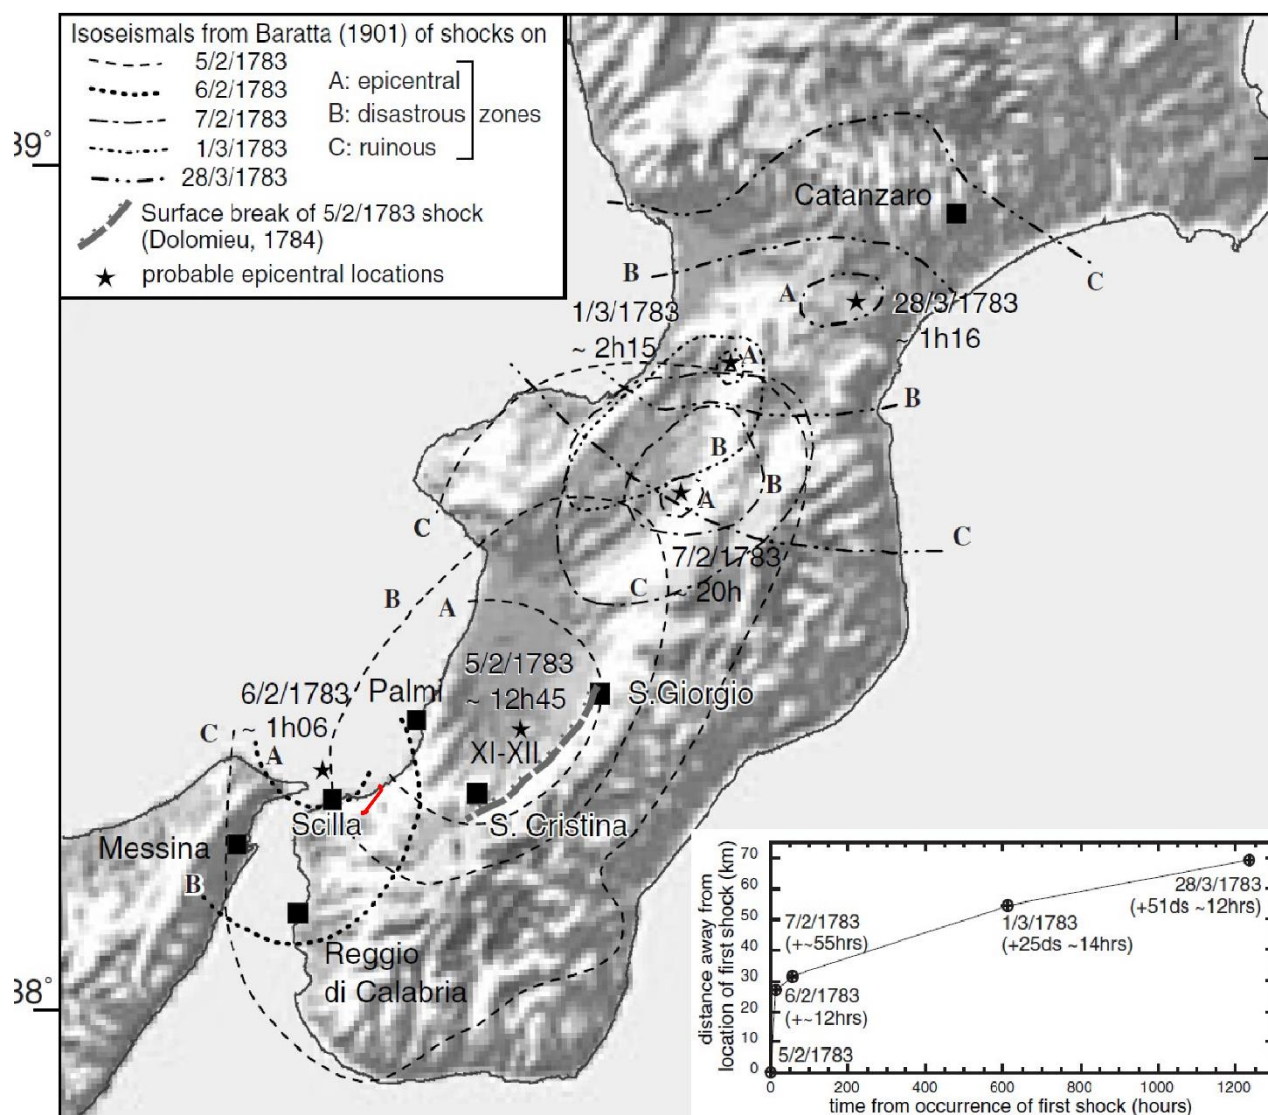 Isoseismals from Baratta (1901) of shocks on
5/2/1783
6/2/1783
7/2/1783
1/3/1783
28/3/1783
A: epicentral
B: disastrous
C: ruinous
zones
Surface break of 5/2/1783 shock
(Dolomieu, 1784)
probable epicentral locations
39°
38°
Catanzaro
B
C
A
28/3/1783
~ 1h16
1/3/1783
~ 2h15
A
B
B
B
A
C
C
7/2/1783
~ 20h
C
B
A
5/2/1783
~ 12h45
XI-XII
S.Giorgio
6/2/1783
~ 1h06
Palmi
C
A
Scilla
S. Cristina
Messina
B
Reggio
di Calabria
distance away from
location of first shock (km)
70
60
50
40
30
20
10
0
7/2/1783
(+~55hrs)
6/2/1783
(+~12hrs)
5/2/1783
1/3/1783
(+25ds ~14hrs)
28/3/1783
(+51ds ~12hrs)
0 200 400 600 800 1000 1200
time from occurrence of first shock (hours)